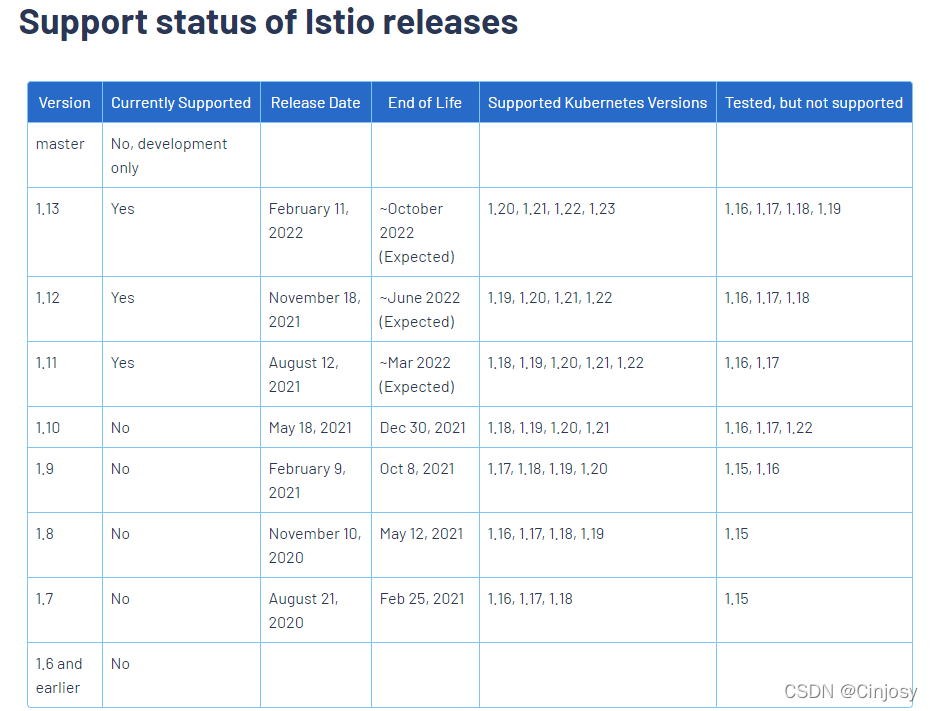 Support status of Istio releases
Version Currently Supported Release Date End of Life Supported Kubernetes Versions Tested, but not supported
master No, development
only
1.13 Yes February 11, ~October 1.20, 1.21, 1.22, 1.23 1.16, 1.17, 1.18, 1.19
2022 2022
(Expected)
1.12 Yes November 18, ~June 2022 1.19, 1.20, 1.21, 1.22 1.16, 1.17, 1.18
2021 (Expected)
1.11 Yes August 12, ~Mar 2022 1.18, 1.19, 1.20, 1.21, 1.22 1.16, 1.17
2021 (Expected)
1.10 No May 18, 2021 Dec 30, 2021 1.18, 1.19, 1.20, 1.21 1.16, 1.17, 1.22
1.9 No February 9, Oct 8, 2021 1.17, 1.18, 1.19, 1.20 1.15, 1.16
2021
1.8 No November 10, May 12, 2021 1.16, 1.17, 1.18, 1.19 1.15
2020
1.7 No August 21, Feb 25, 2021 1.16, 1.17, 1.18 1.15
2020
1.6 and No
earlier
CSDN @Cinjosy